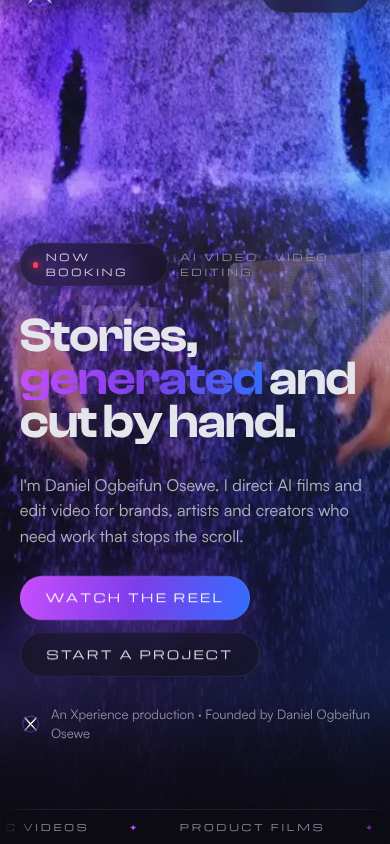 NOW BOOKING
AI VIDEO · VIDEO EDITING
Stories,
generated and
cut by hand.
I'm Daniel Ogbeifun Osewe. I direct AI films and
edit video for brands, artists and creators who
need work that stops the scroll.
WATCH THE REEL
START A PROJECT
An Xperience production · Founded by Daniel Ogbeifun
Osewe
VIDEOS ✦ PRODUCT FILMS ✦